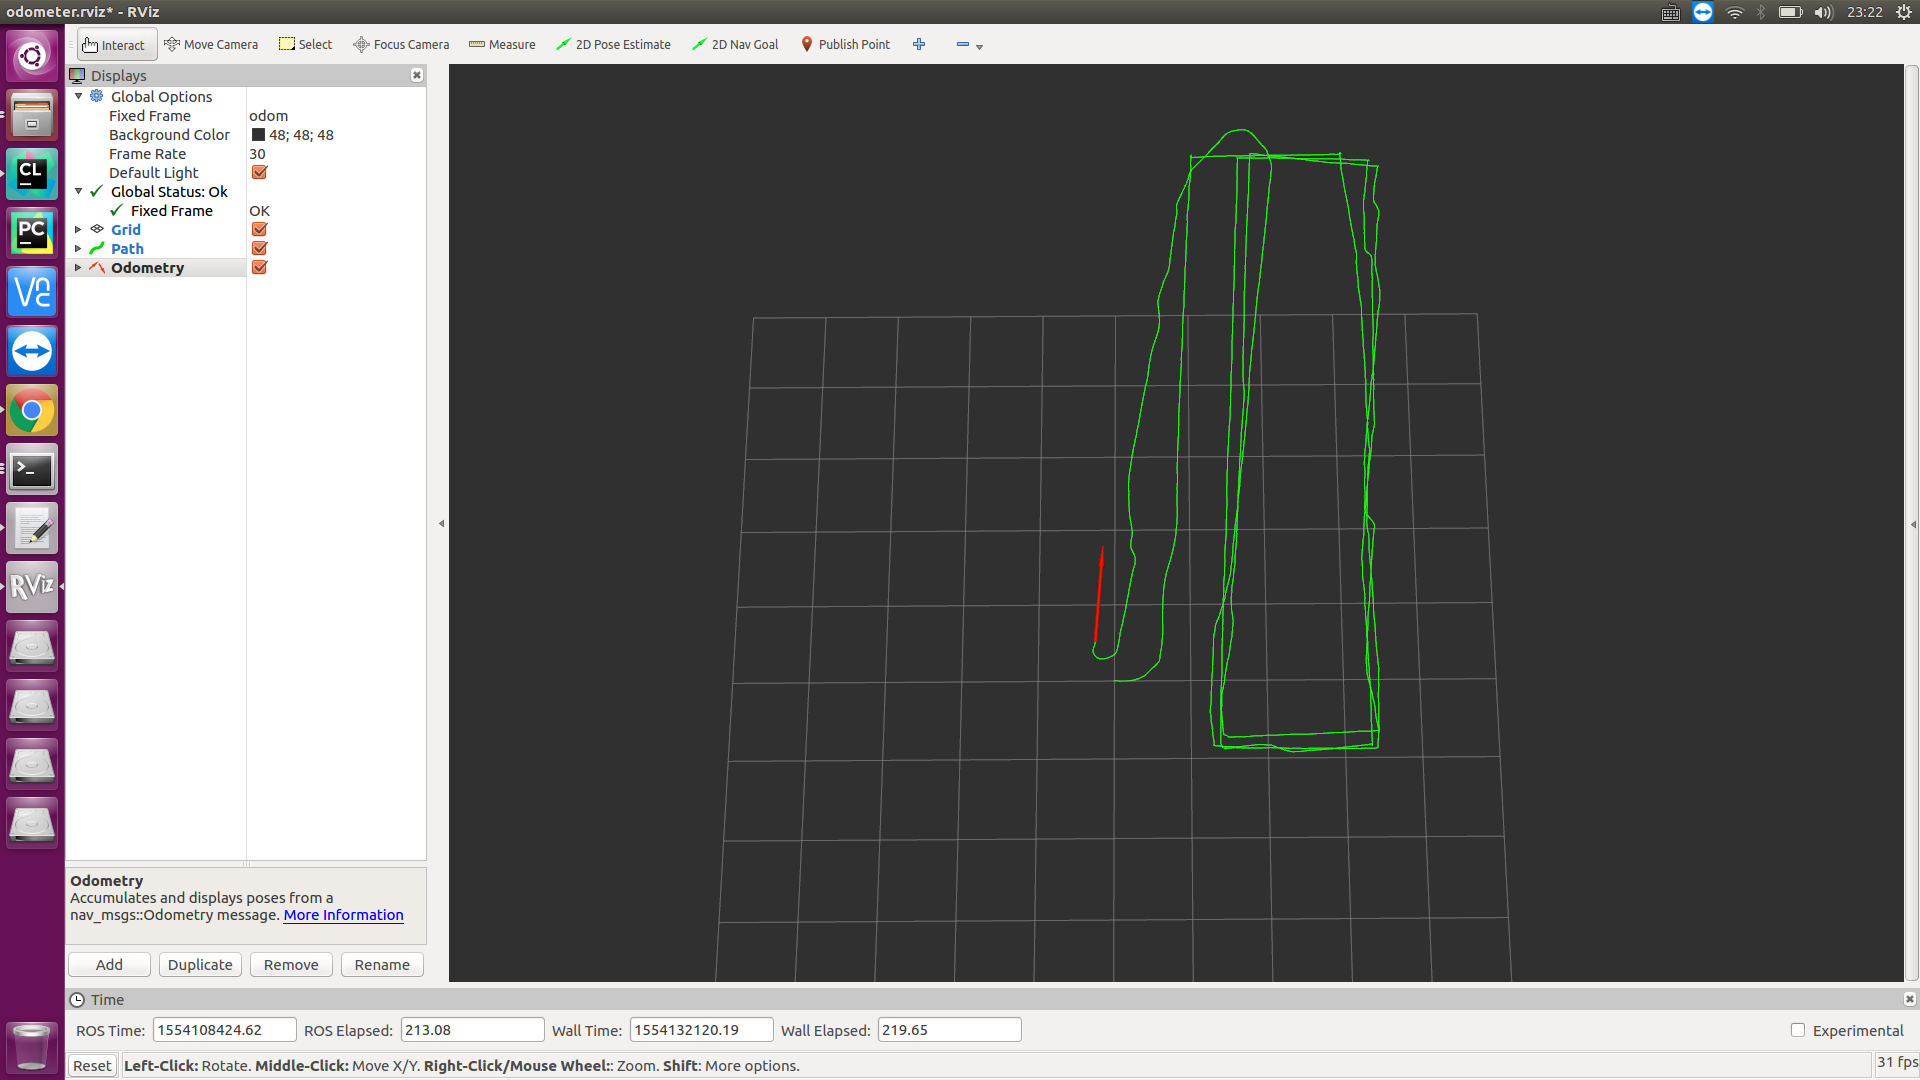 odometer.rviz* - RViz
23:22
Interact Move Camera Select Focus Camera Measure 2D Pose Estimate 2D Nav Goal Publish Point
Displays
Global Options
Fixed Frame odom
Background Color 48; 48; 48
Frame Rate 30
Default Light
Global Status: Ok
Fixed Frame OK
Grid
Path
Odometry
CL
PC
VNC
>_
RViz
Odometry
Accumulates and displays poses from a
nav_msgs::Odometry message. More Information
Add Duplicate Remove Rename
Time
ROS Time: 1554108424.62 ROS Elapsed: 213.08 Wall Time: 1554132120.19 Wall Elapsed: 219.65 Experimental
Reset Left-Click: Rotate. Middle-Click: Move X/Y. Right-Click/Mouse Wheel:: Zoom. Shift: More options. 31 fps